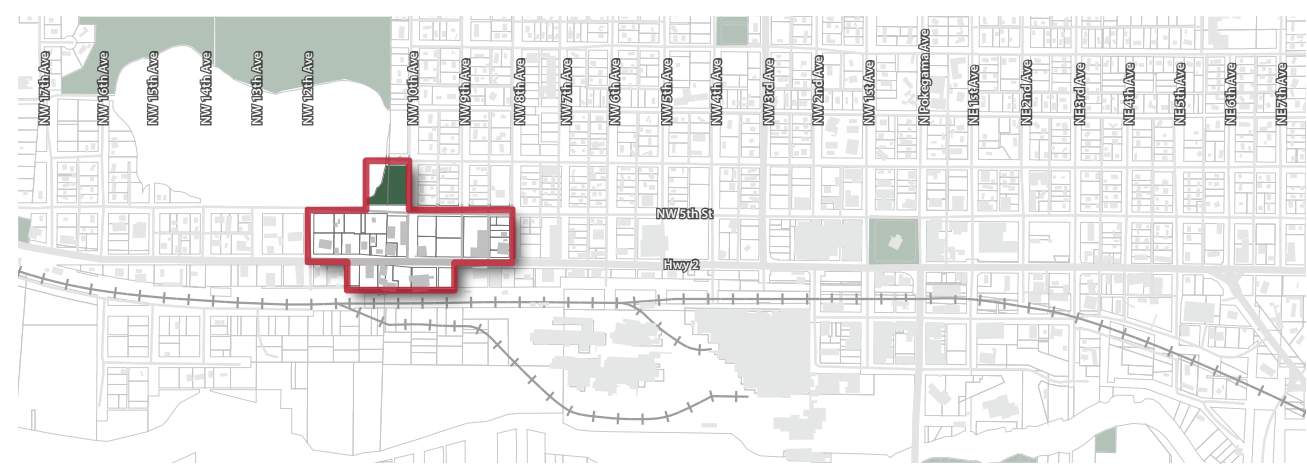 NW 17th Ave
NW 16th Ave
NW 15th Ave
NW 14th Ave
NW 13th Ave
NW 12th Ave
NW 10th Ave
NW 9th Ave
NW 8th Ave
NW 7th Ave
NW 6th Ave
NW 5th Ave
NW 4th Ave
NW 3rd Ave
NW 2nd Ave
NW 1st Ave
N Pokegama Ave
NE 1st Ave
NE 2nd Ave
NE 3rd Ave
NE 4th Ave
NE 5th Ave
NE 6th Ave
NE 7th Ave
NW 5th St
Hwy 2